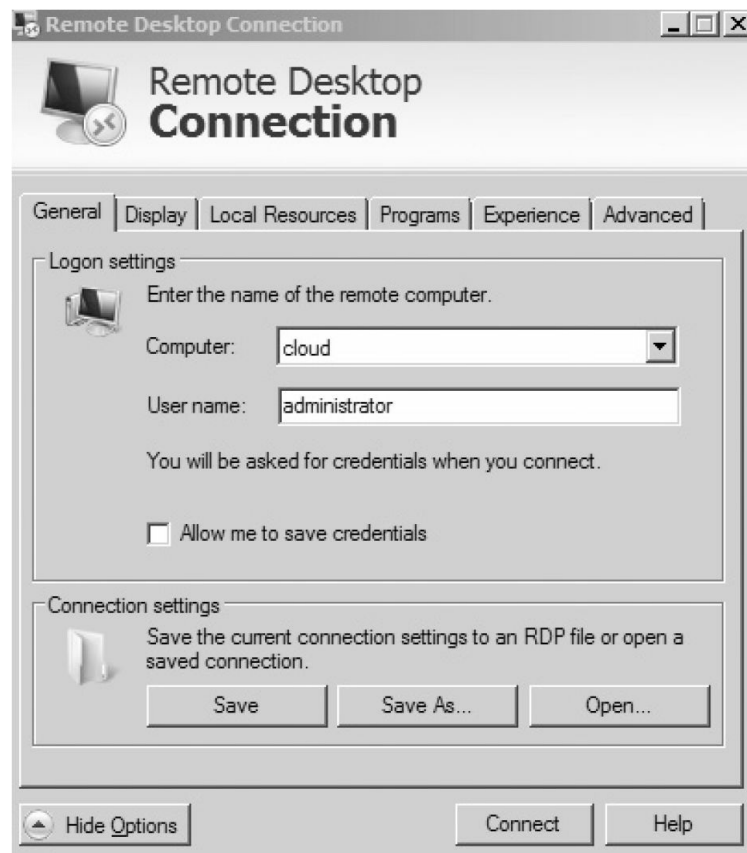 Remote Desktop Connection
Remote Desktop
Connection
General Display Local Resources Programs Experience Advanced
Logon settings
Enter the name of the remote computer.
Computer: cloud
User name: administrator
You will be asked for credentials when you connect.
Allow me to save credentials
Connection settings
Save the current connection settings to an RDP file or open a
saved connection.
Save Save As... Open...
Hide Options Connect Help